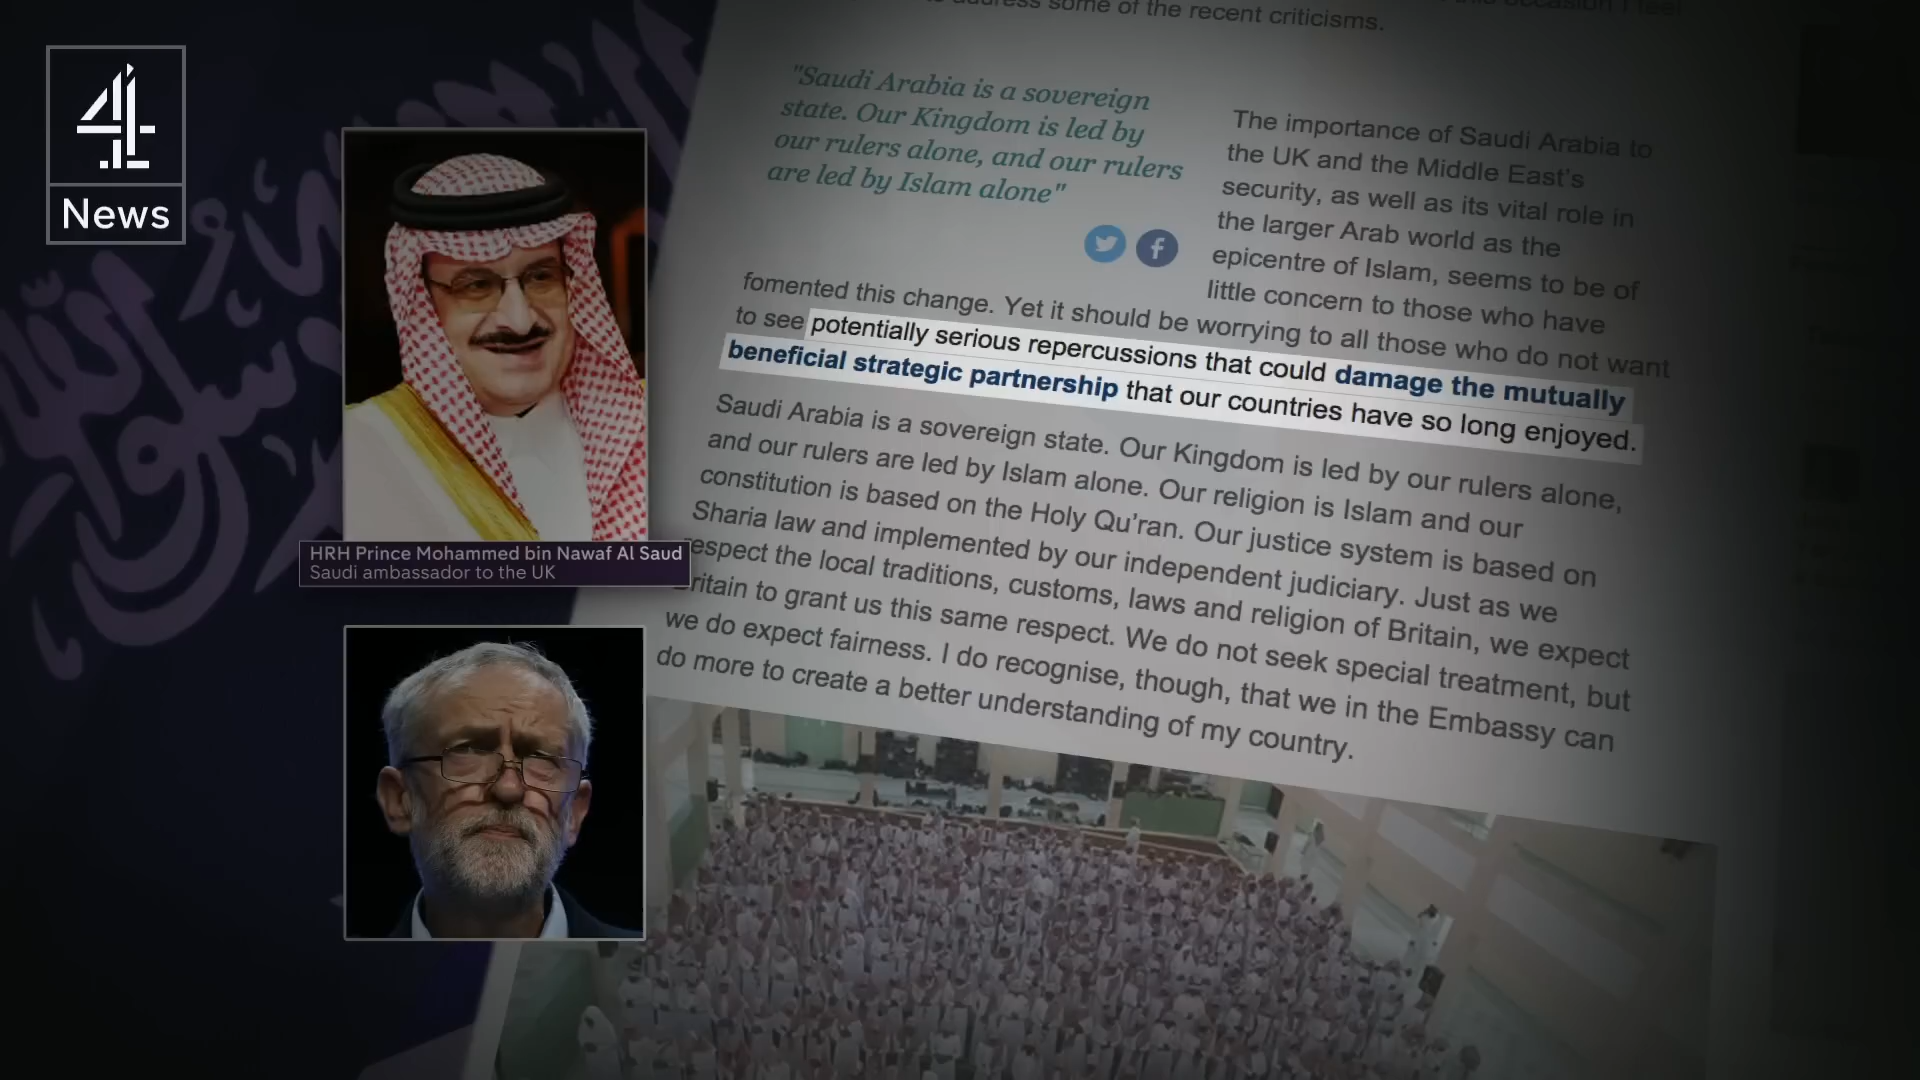 4
News
to address some of the recent criticisms.
"Saudi Arabia is a sovereign
state. Our Kingdom is led by
our rulers alone, and our rulers
are led by Islam alone"
The importance of Saudi Arabia to
the UK and the Middle East's
security, as well as its vital role in
the larger Arab world as the
epicentre of Islam, seems to be of
little concern to those who have
fomented this change. Yet it should be worrying to all those who do not want
to see potentially serious repercussions that could damage the mutually
beneficial strategic partnership that our countries have so long enjoyed.
Saudi Arabia is a sovereign state. Our Kingdom is led by our rulers alone,
and our rulers are led by Islam alone. Our religion is Islam and our
constitution is based on the Holy Qu'ran. Our justice system is based on
Sharia law and implemented by our independent judiciary. Just as we
respect the local traditions, customs, laws and religion of Britain, we expect
Britain to grant us this same respect. We do not seek special treatment, but
we do expect fairness. I do recognise, though, that we in the Embassy can
do more to create a better understanding of my country.
HRH Prince Mohammed bin Nawaf Al Saud
Saudi ambassador to the UK